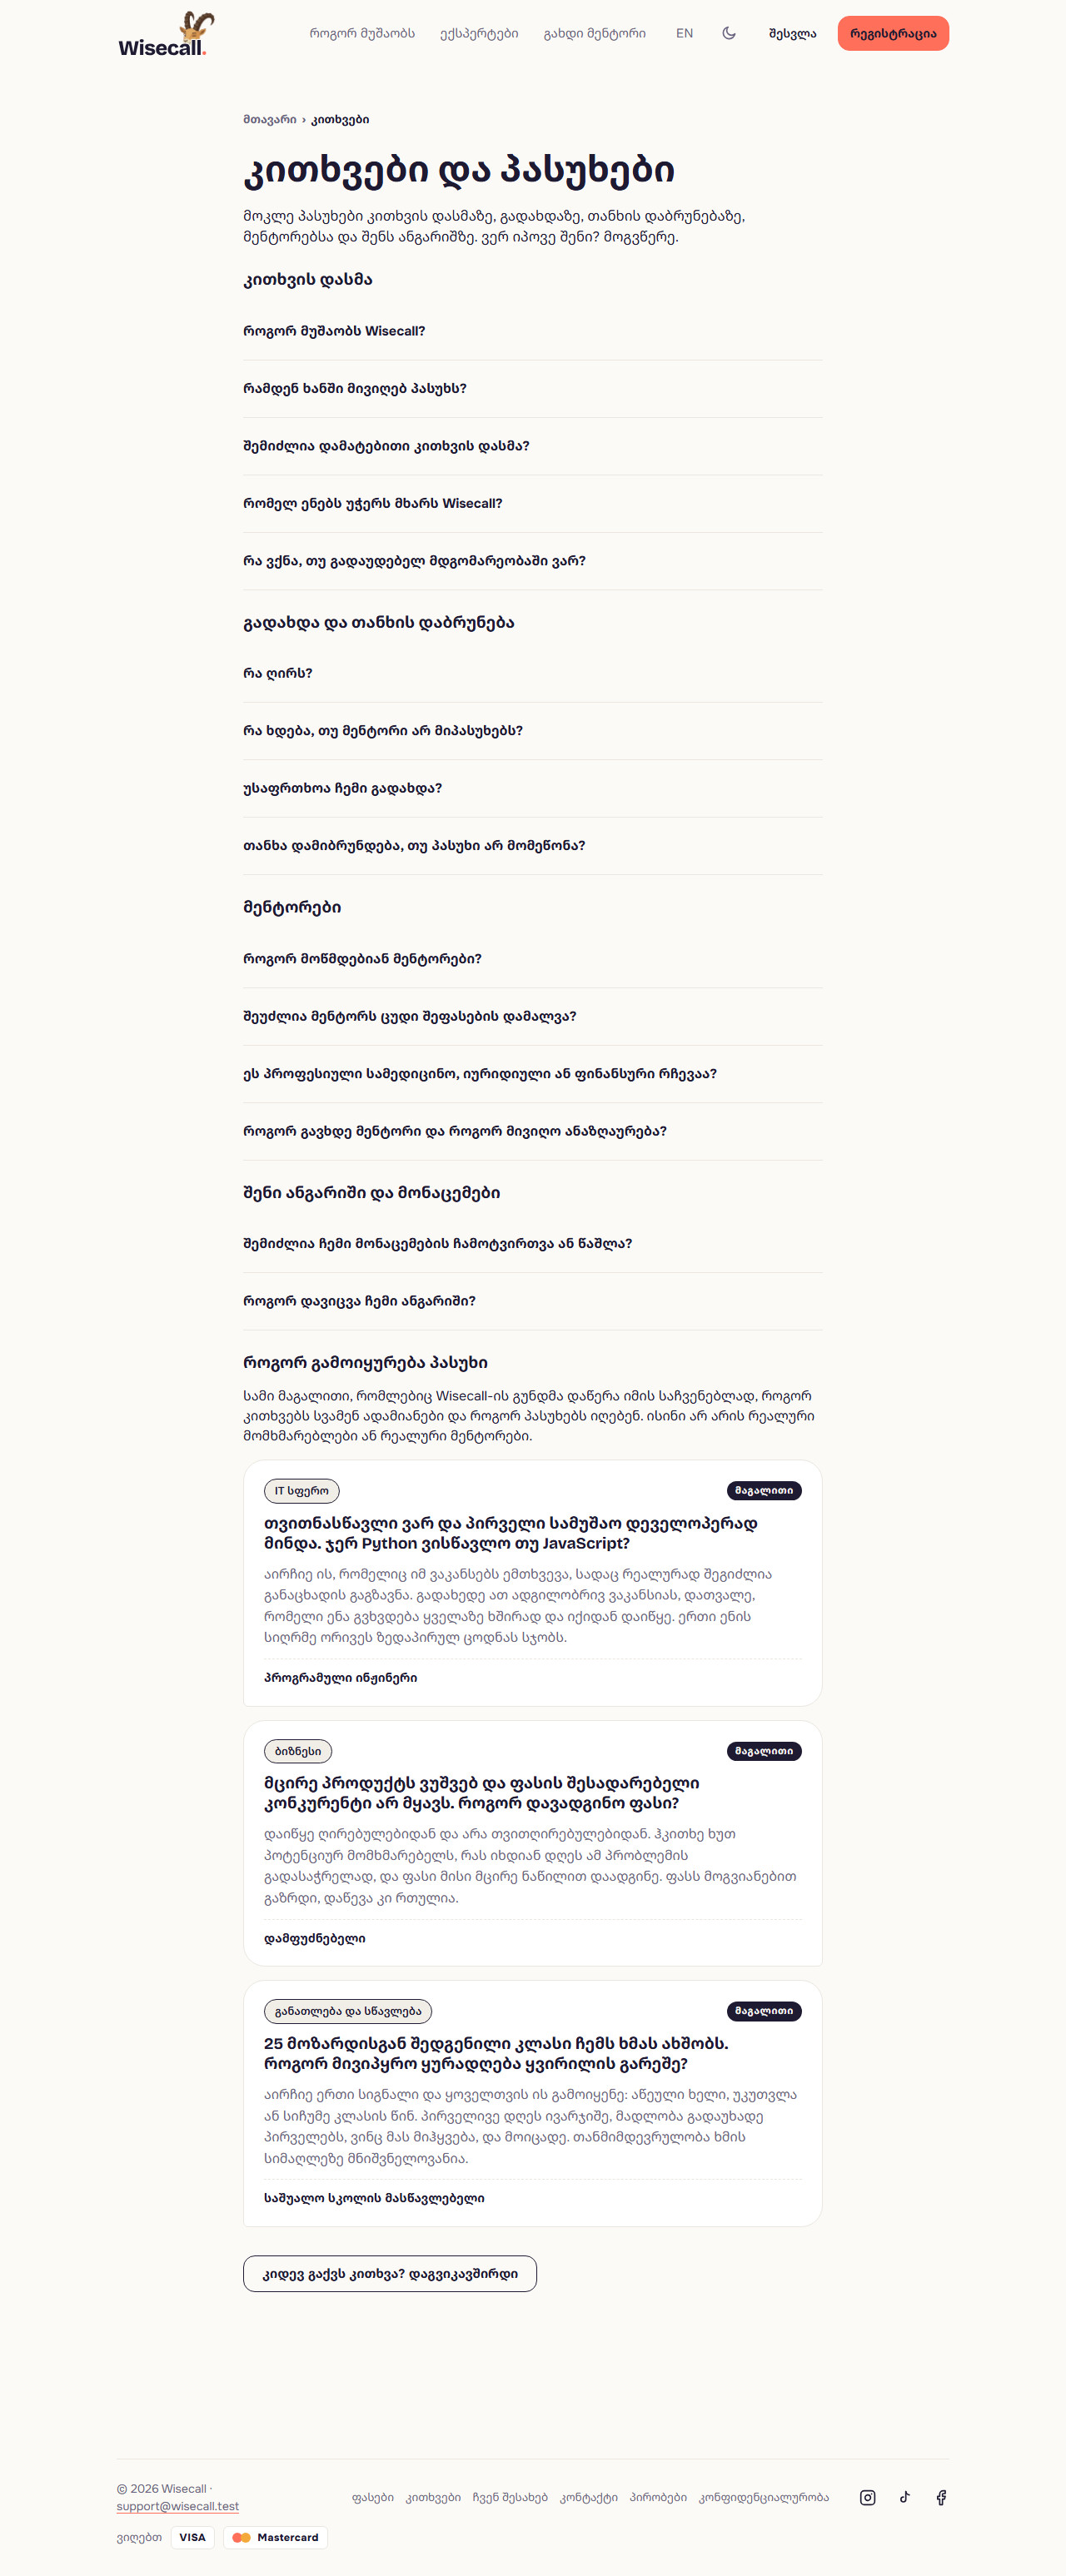 Wisecall.
როგორ მუშაობს
ექსპერტები
გახდი მენტორი
EN
შესვლა
რეგისტრაცია
მთავარი › კითხვები
კითხვები და პასუხები
მოკლე პასუხები კითხვის დასმაზე, გადახდაზე, თანხის დაბრუნებაზე,
მენტორებსა და შენს ანგარიშზე. ვერ იპოვე შენი? მოგვწერე.
კითხვის დასმა
როგორ მუშაობს Wisecall?
რამდენ ხანში მივიღებ პასუხს?
შემიძლია დამატებითი კითხვის დასმა?
რომელ ენებს უჭერს მხარს Wisecall?
რა ვქნა, თუ გადაუდებელ მდგომარეობაში ვარ?
გადახდა და თანხის დაბრუნება
რა ღირს?
რა ხდება, თუ მენტორი არ მიპასუხებს?
უსაფრთხოა ჩემი გადახდა?
თანხა დამიბრუნდება, თუ პასუხი არ მომეწონა?
მენტორები
როგორ მოწმდებიან მენტორები?
შეუძლია მენტორს ცუდი შეფასების დამალვა?
ეს პროფესიული სამედიცინო, იურიდიული ან ფინანსური რჩევაა?
როგორ გავხდე მენტორი და როგორ მივიღო ანაზღაურება?
შენი ანგარიში და მონაცემები
შემიძლია ჩემი მონაცემების ჩამოტვირთვა ან წაშლა?
როგორ დავიცვა ჩემი ანგარიში?
როგორ გამოიყურება პასუხი
სამი მაგალითი, რომლებიც Wisecall-ის გუნდმა დაწერა იმის საჩვენებლად, როგორ
კითხვებს სვამენ ადამიანები და როგორ პასუხებს იღებენ. ისინი არ არის რეალური
მომხმარებლები ან რეალური მენტორები.
IT სფერო
მაგალითი
თვითნასწავლი ვარ და პირველი სამუშაო დეველოპერად
მინდა. ჯერ Python ვისწავლო თუ JavaScript?
აირჩიე ის, რომელიც იმ ვაკანსებს ემთხვევა, სადაც რეალურად შეგიძლია
განაცხადის გაგზავნა. გადახედე ათ ადგილობრივ ვაკანსიას, დათვალე,
რომელი ენა გვხვდება ყველაზე ხშირად და იქიდან დაიწყე. ერთი ენის
სიღრმე ორივეს ზედაპირულ ცოდნას სჯობს.
პროგრამული ინჟინერი
ბიზნესი
მაგალითი
მცირე პროდუქტს ვუშვებ და ფასის შესადარებელი
კონკურენტი არ მყავს. როგორ დავადგინო ფასი?
დაიწყე ღირებულებიდან და არა თვითღირებულებიდან. ჰკითხე ხუთ
პოტენციურ მომხმარებელს, რას იხდიან დღეს ამ პრობლემის
გადასაჭრელად, და ფასი მისი მცირე ნაწილით დაადგინე. ფასს მოგვიანებით
გაზრდი, დაწევა კი რთულია.
დამფუძნებელი
განათლება და სწავლება
მაგალითი
25 მოზარდისგან შედგენილი კლასი ჩემს ხმას ახშობს.
როგორ მივიპყრო ყურადღება ყვირილის გარეშე?
აირჩიე ერთი სიგნალი და ყოველთვის ის გამოიყენე: აწეული ხელი, უკუთვლა
ან სიჩუმე კლასის წინ. პირველივე დღეს ივარჯიშე, მადლობა გადაუხადე
პირველებს, ვინც მას მიჰყვება, და მოიცადე. თანმიმდევრულობა ხმის
სიმაღლეზე მნიშვნელოვანია.
საშუალო სკოლის მასწავლებელი
კიდევ გაქვს კითხვა? დაგვიკავშირდი
© 2026 Wisecall ·
support@wisecall.test
ფასები
კითხვები
ჩვენ შესახებ
კონტაქტი
პირობები
კონფიდენციალურობა
ვიღებთ
VISA
Mastercard